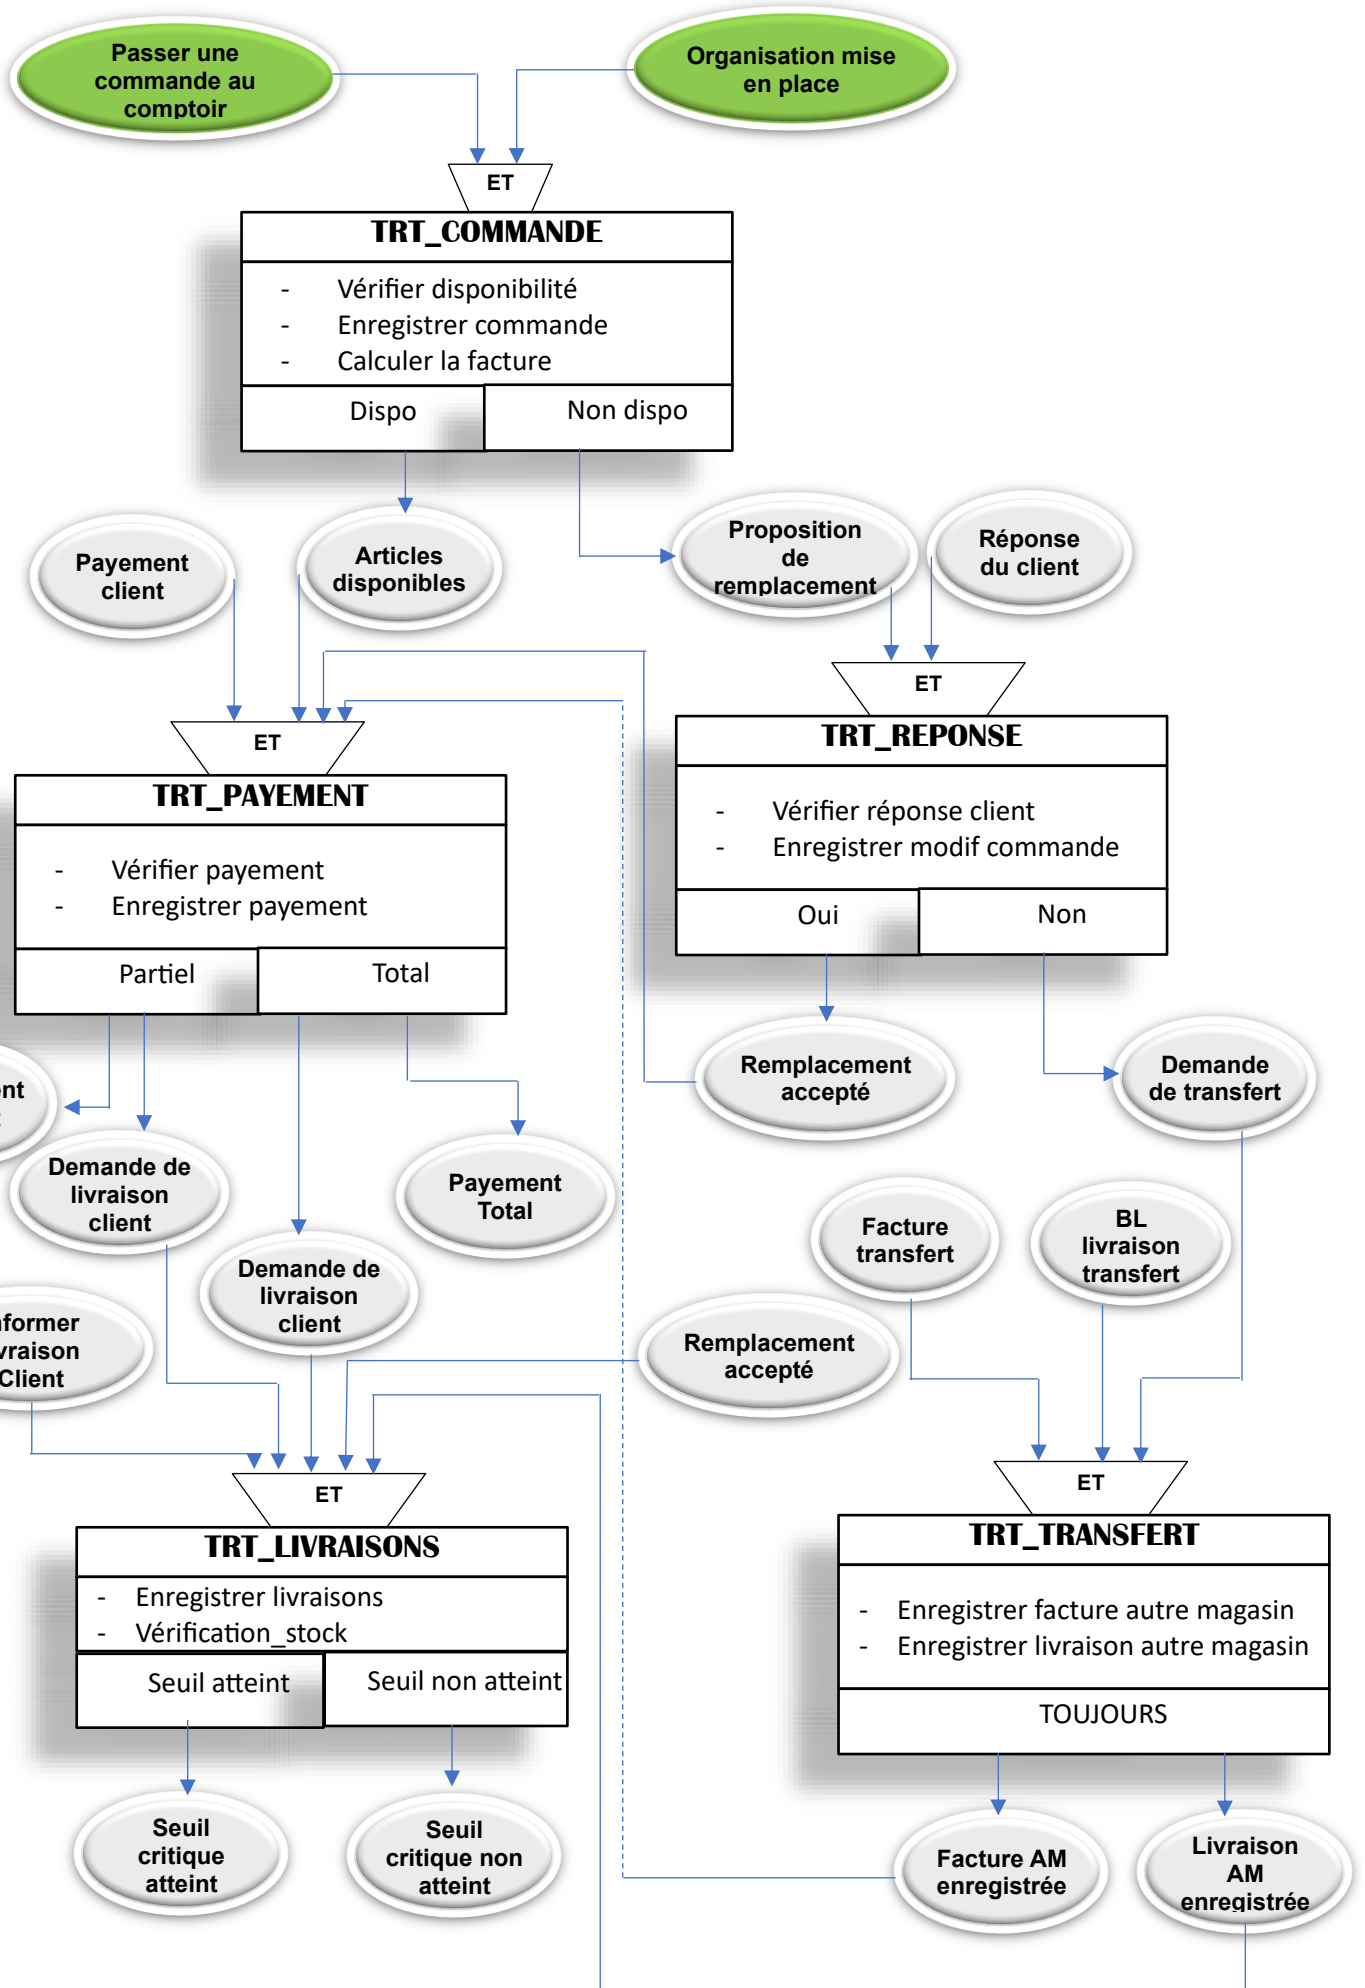 Passer une
commande au
comptoir
Organisation mise
en place
ET
TRT_COMMANDE
- Vérifier disponibilité
- Enregistrer commande
- Calculer la facture
Dispo
Non dispo
Payement
client
Articles
disponibles
Proposition
de
remplacement
Réponse
du client
ET
TRT_REPONSE
- Vérifier réponse client
- Enregistrer modif commande
Oui
Non
ET
TRT_PAYEMENT
- Vérifier payement
- Enregistrer payement
Partiel
Total
Remplacement
accepté
Demande
de transfert
Demande de
livraison
client
Payement
Total
Facture
transfert
BL
livraison
transfert
Demande de
livraison
client
Client
Remplacement
accepté
ET
TRT_LIVRAISONS
- Enregistrer livraisons
- Vérification_stock
Seuil atteint
Seuil non atteint
ET
TRT_TRANSFERT
- Enregistrer facture autre magasin
- Enregistrer livraison autre magasin
TOUJOURS
Seuil
critique
atteint
Seuil
critique non
atteint
Facture AM
enregistrée
Livraison
AM
enregistrée